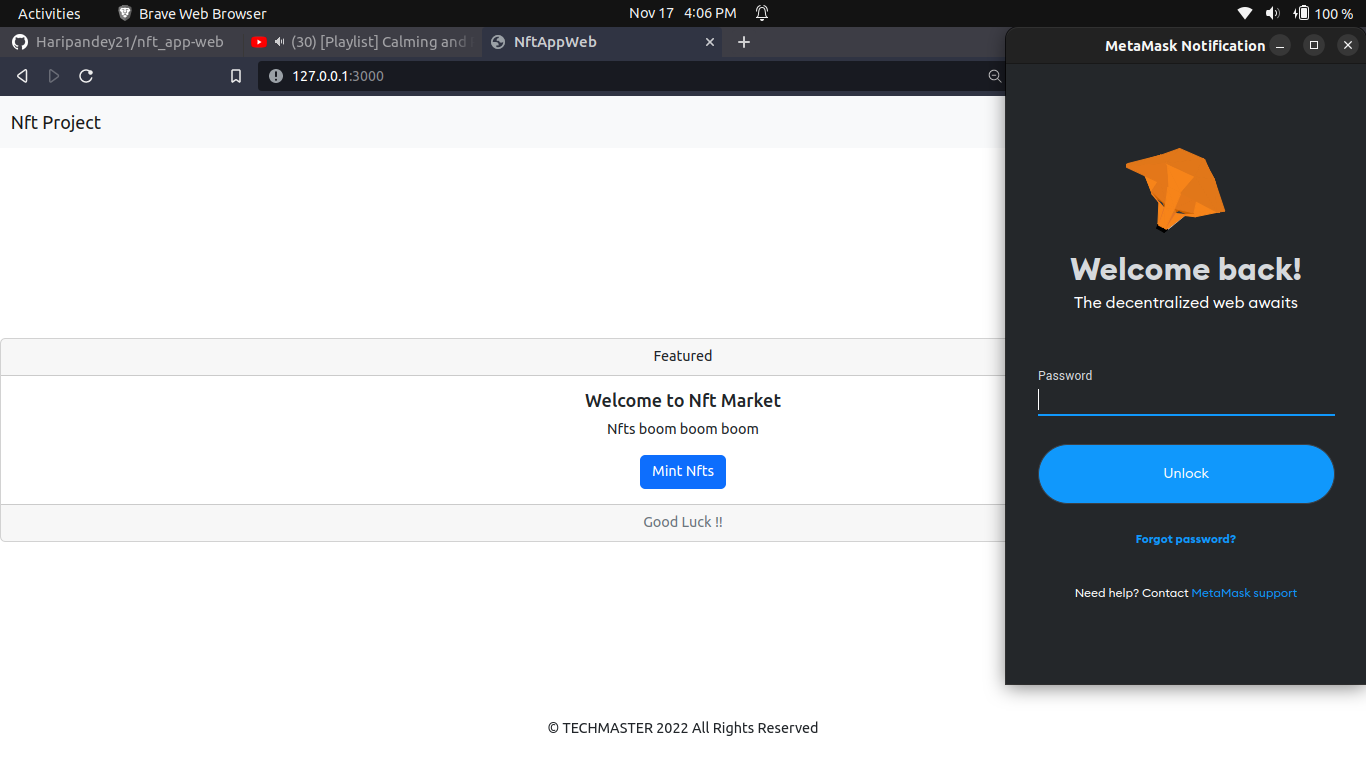 Activities Brave Web Browser Nov 17 4:06 PM 100 %
Haripandey21/nft_app-web (30) [Playlist] Calming and NftAppWeb
127.0.0.1:3000
Nft Project
Featured
Welcome to Nft Market
Nfts boom boom boom
Mint Nfts
Good Luck !!
© TECHMASTER 2022 All Rights Reserved
MetaMask Notification
Welcome back!
The decentralized web awaits
Password
Unlock
Forgot password?
Need help? Contact MetaMask support